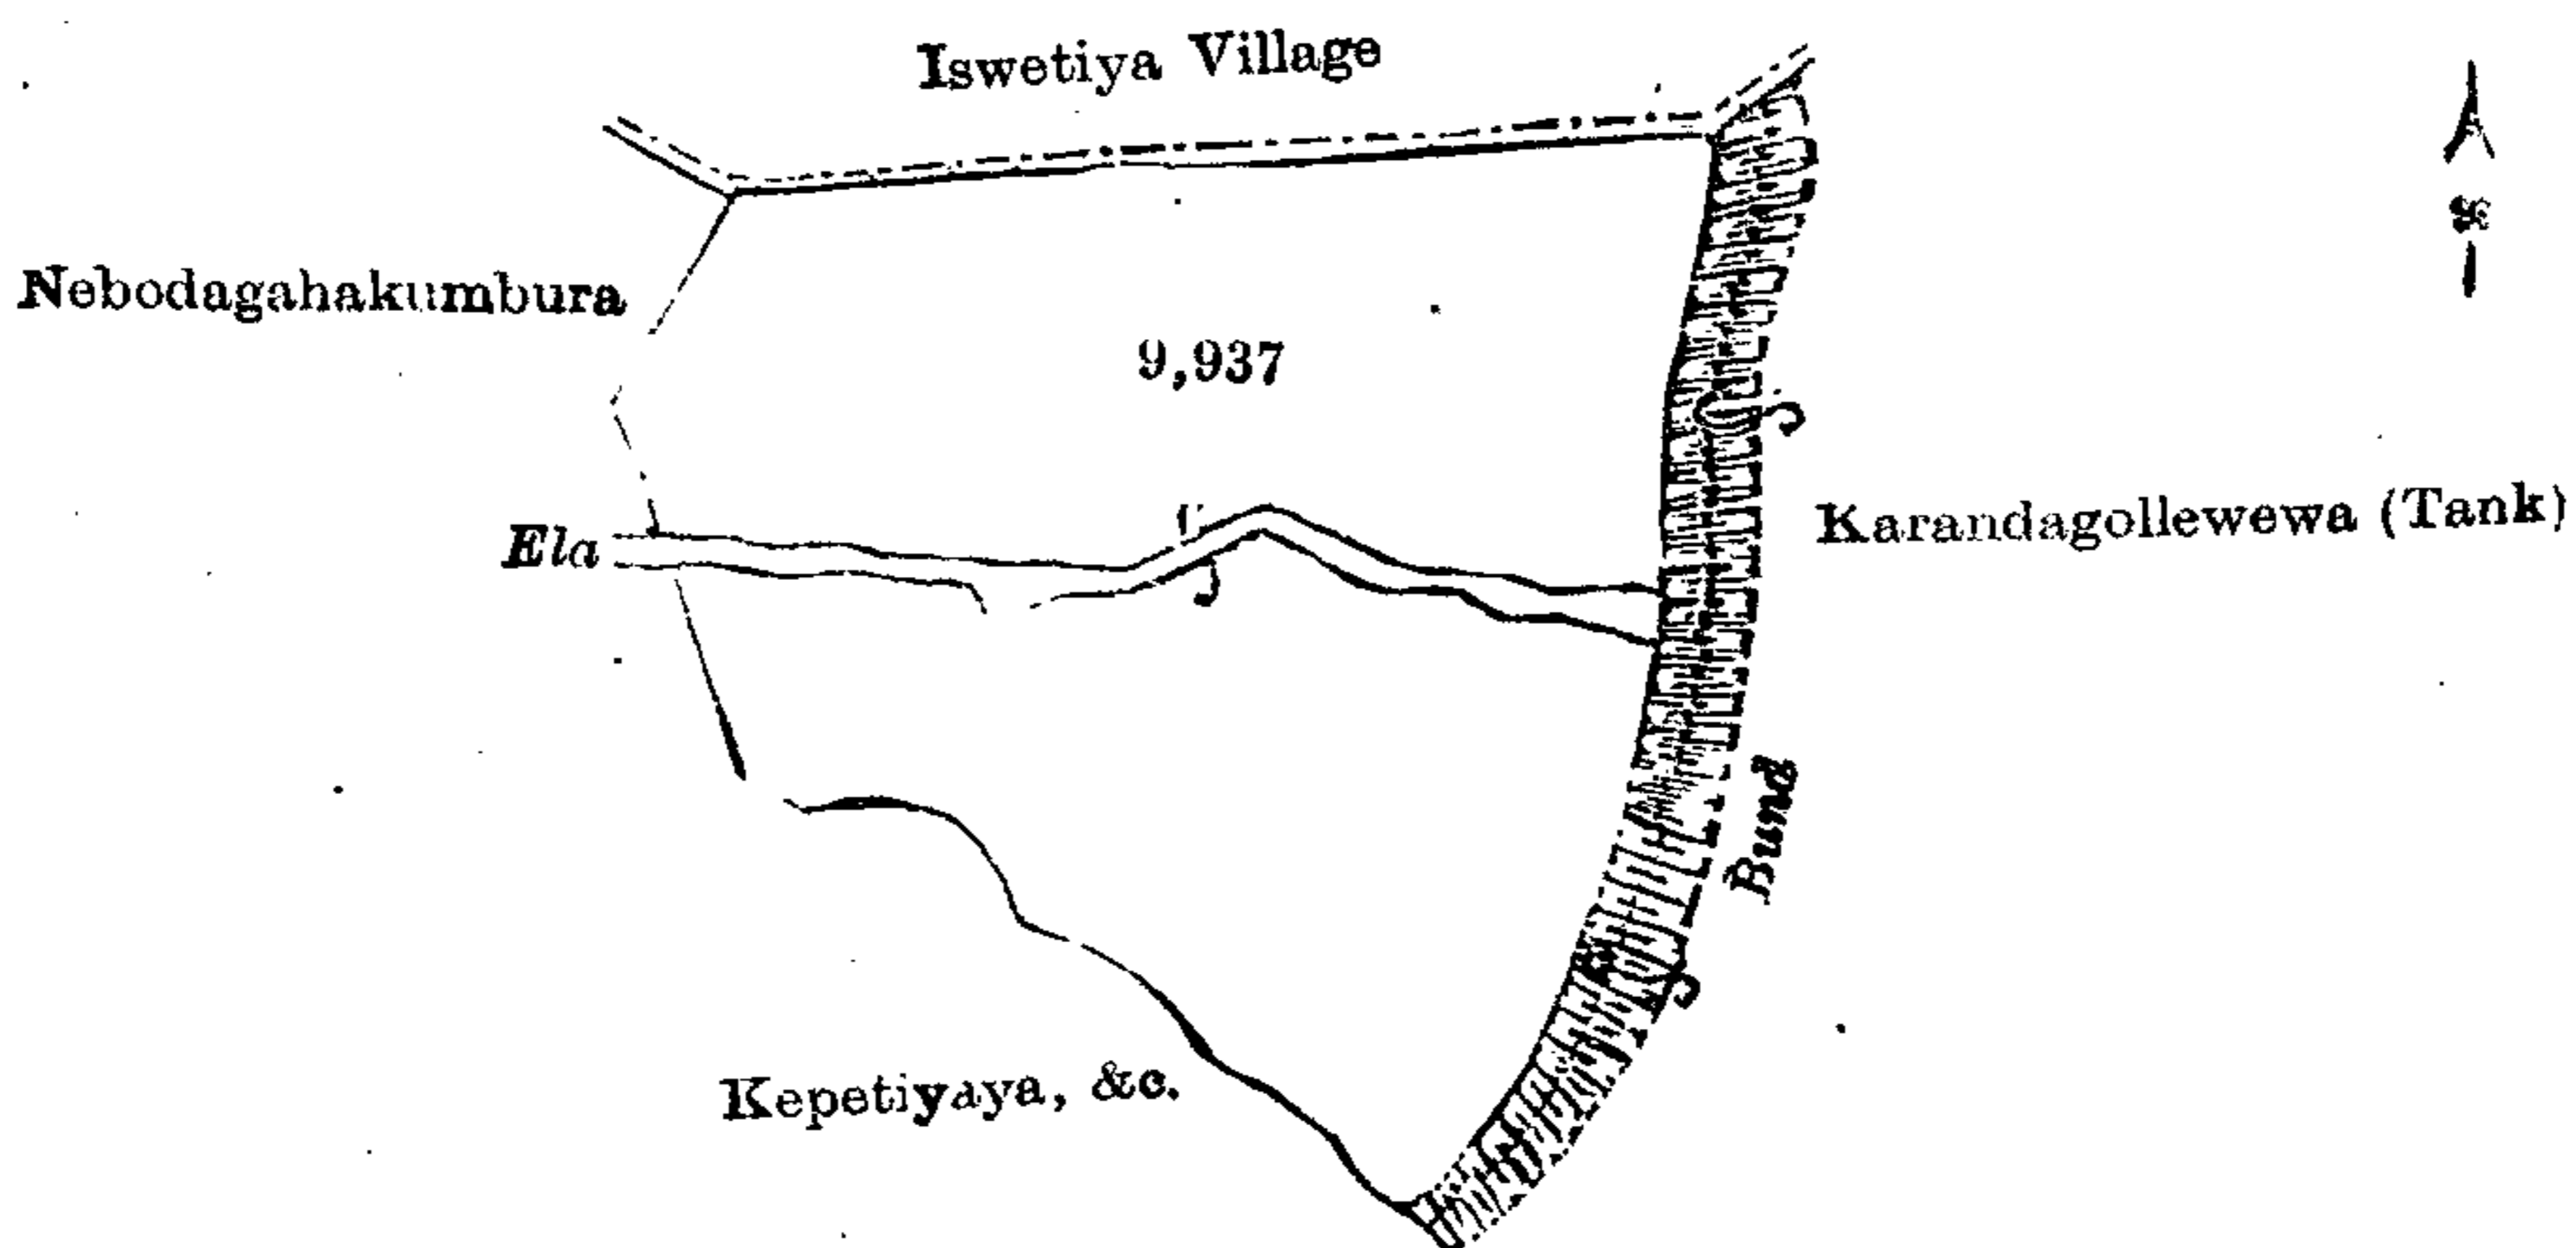 Iswetiya Village
Nebodagahakumbura
9,937
Ela
Karandagollewewa (Tank)
Bund
Kepetiyaya, &c.